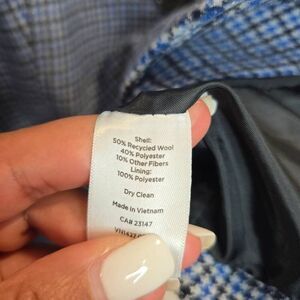 Shell:
50% Recycled Wool
40% Polyester
10% Other Fibers
Lining:
100% Polyester
Dry Clean
Made in Vietnam
CA# 23147